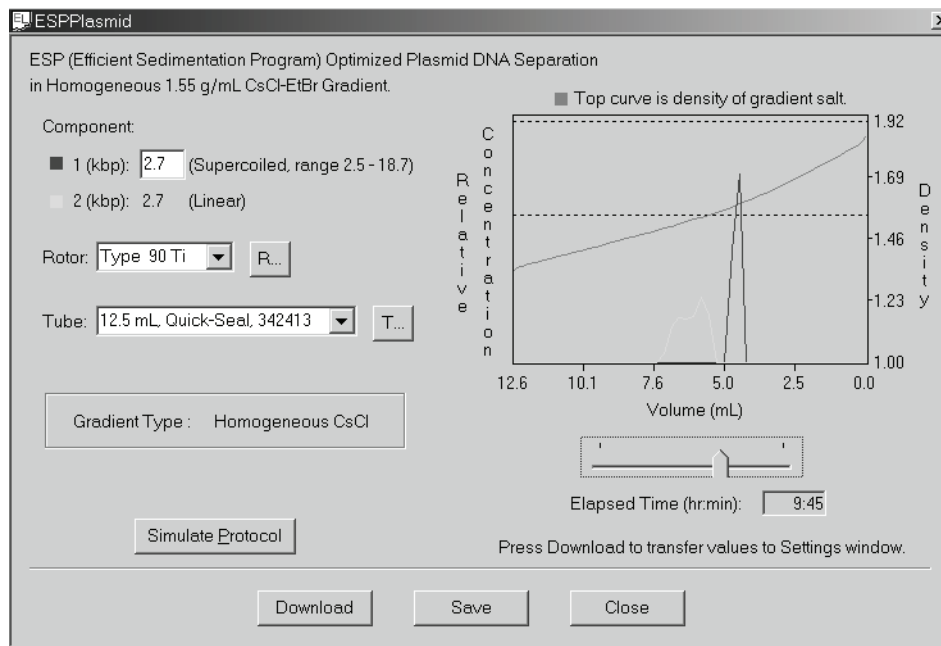 ESPPlasmid
ESP (Efficient Sedimentation Program) Optimized Plasmid DNA Separation
in Homogeneous 1.55 g/mL CsCl-EtBr Gradient.
Component:
1 (kbp): 2.7 (Supercoiled, range 2.5 - 18.7)
2 (kbp): 2.7 (Linear)
Rotor: Type 90 Ti R...
Tube: 12.5 mL, Quick-Seal, 342413 T...
Gradient Type : Homogeneous CsCl
Simulate Protocol
Top curve is density of gradient salt.
Relative
Concentration
1.92
1.69
1.46
1.23
1.00
Density
12.6 10.1 7.6 5.0 2.5 0.0
Volume (mL)
Elapsed Time (hr:min): 9:45
Press Download to transfer values to Settings window.
Download Save Close